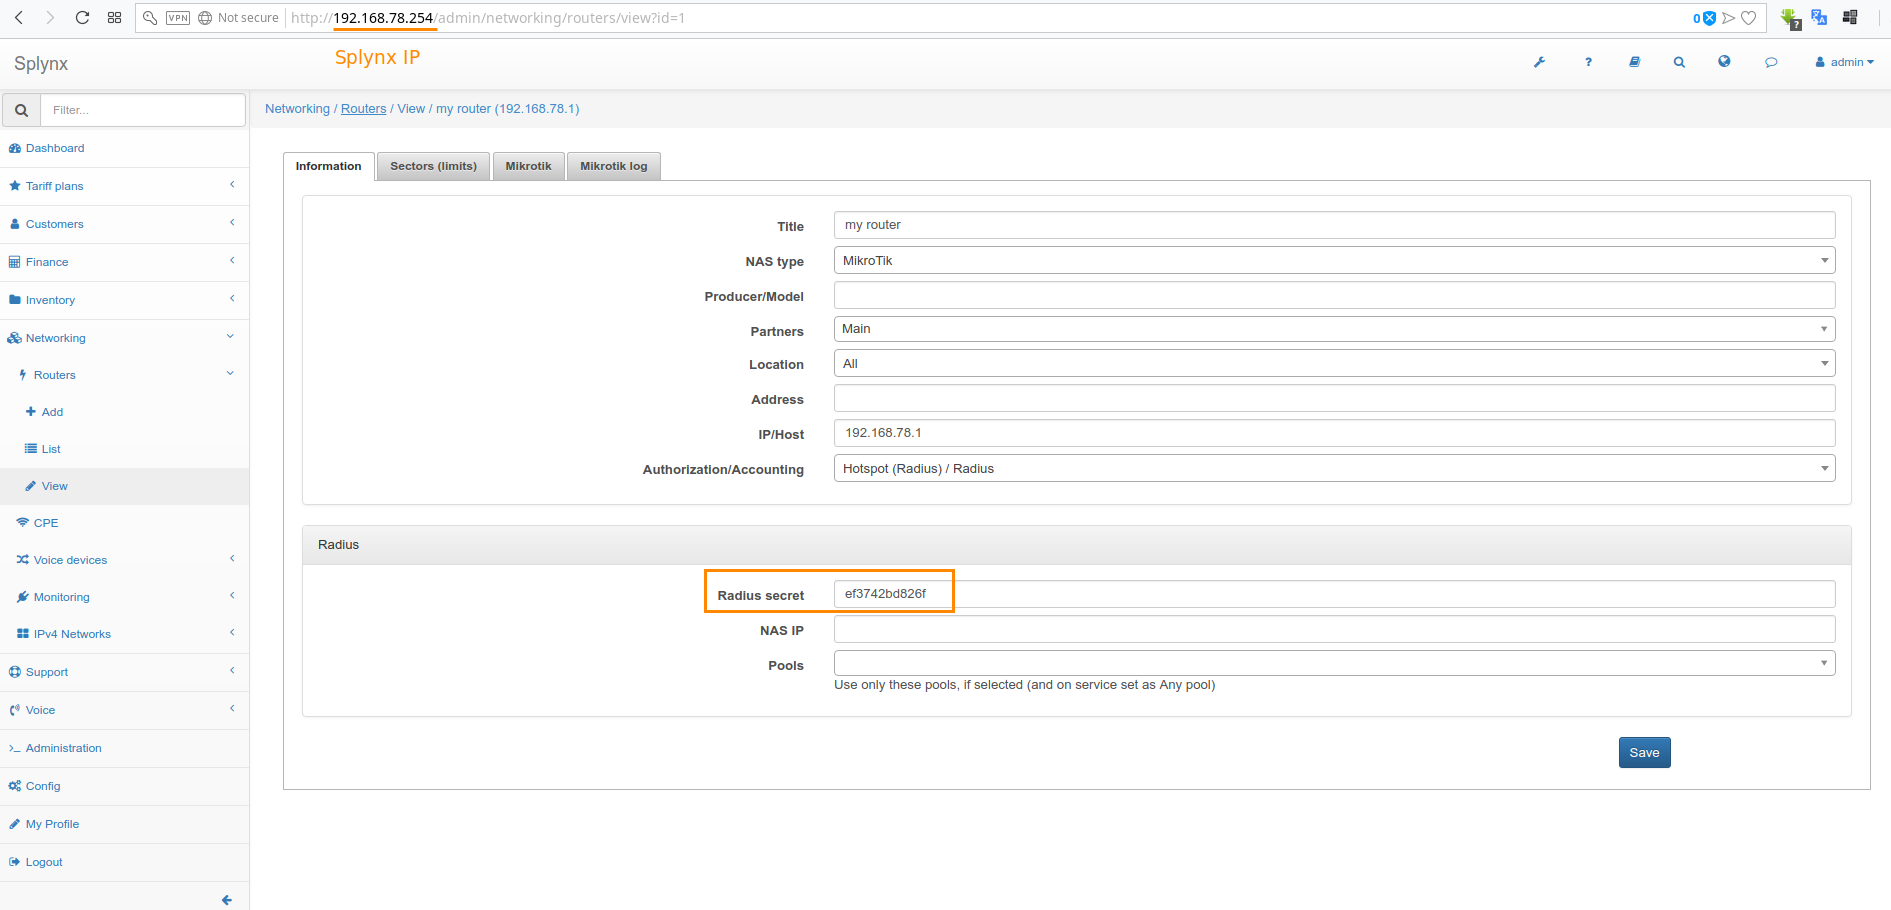 VPN Not secure http://192.168.78.254/admin/networking/routers/view?id=1 0
Splynx Splynx IP ? admin
Filter...
Networking / Routers / View / my router (192.168.78.1)
Dashboard
Tariff plans
Customers
Finance
Inventory
Networking
Routers
Add
List
View
CPE
Voice devices
Monitoring
IPv4 Networks
Support
Voice
Administration
Config
My Profile
Logout
Information Sectors (limits) Mikrotik Mikrotik log
Title my router
NAS type MikroTik
Producer/Model
Partners Main
Location All
Address
IP/Host 192.168.78.1
Authorization/Accounting Hotspot (Radius) / Radius
Radius
Radius secret ef3742bd826f
NAS IP
Pools
Use only these pools, if selected (and on service set as Any pool)
Save